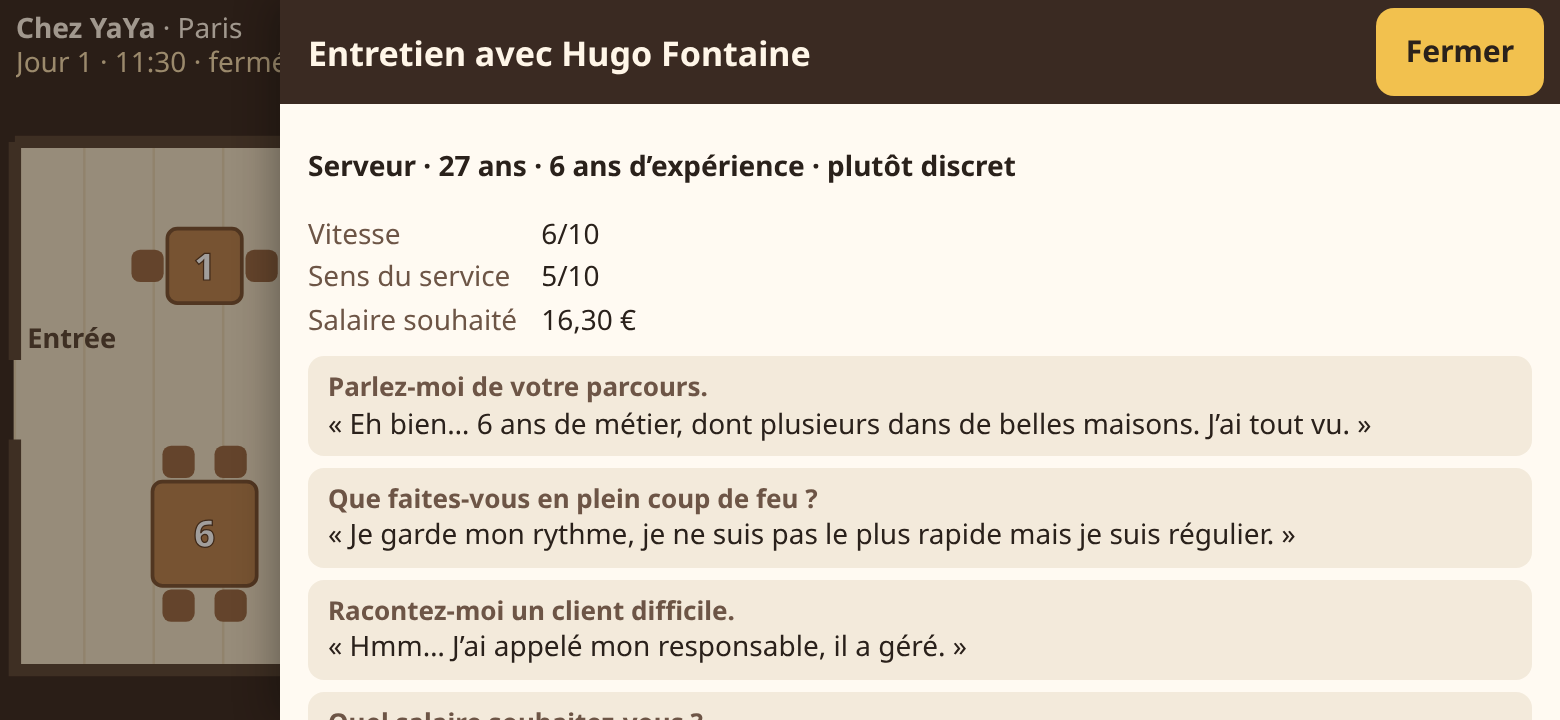 Chez YaYa · Paris
Jour 1 · 11:30 · fermé
Entretien avec Hugo Fontaine
Fermer
1
Entrée
6
Serveur · 27 ans · 6 ans d’expérience · plutôt discret
Vitesse 6/10
Sens du service 5/10
Salaire souhaité 16,30 €
Parlez-moi de votre parcours.
« Eh bien… 6 ans de métier, dont plusieurs dans de belles maisons. J’ai tout vu. »
Que faites-vous en plein coup de feu ?
« Je garde mon rythme, je ne suis pas le plus rapide mais je suis régulier. »
Racontez-moi un client difficile.
« Hmm… J’ai appelé mon responsable, il a géré. »
Quel salaire souhaitez-vous ?